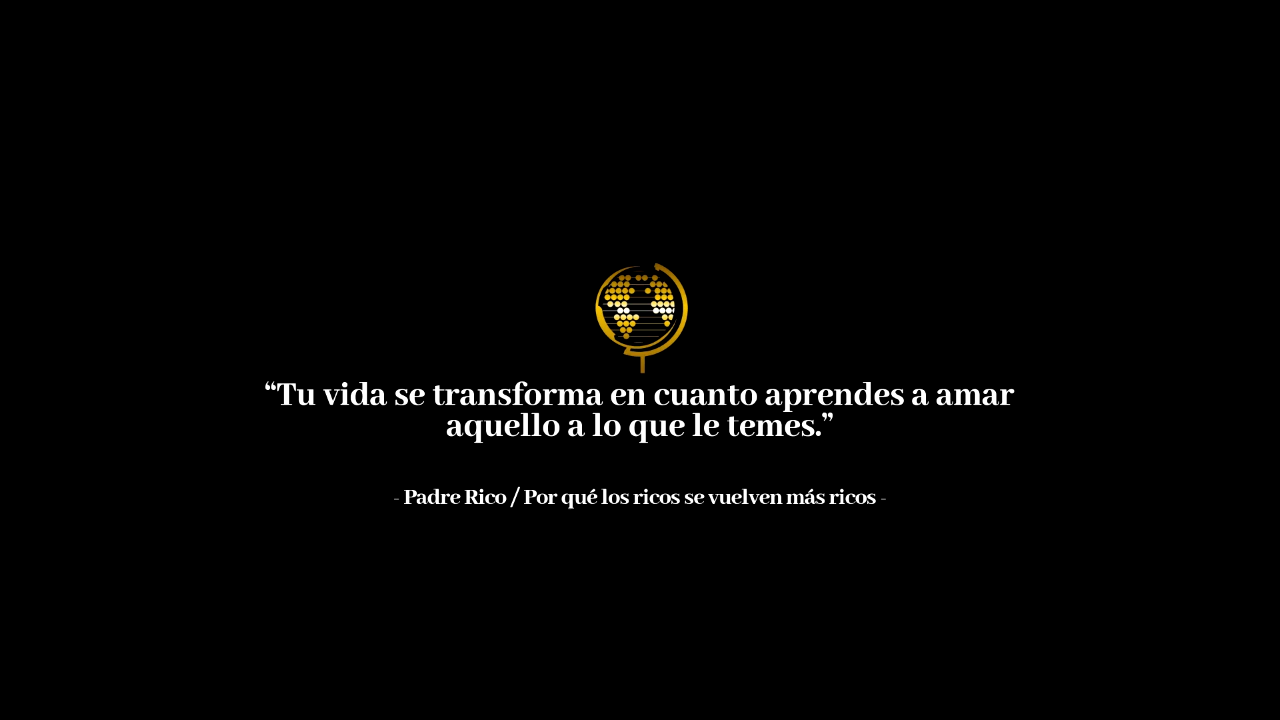 “Tu vida se transforma en cuanto aprendes a amar
aquello a lo que le temes.”
- Padre Rico / Por qué los ricos se vuelven más ricos -